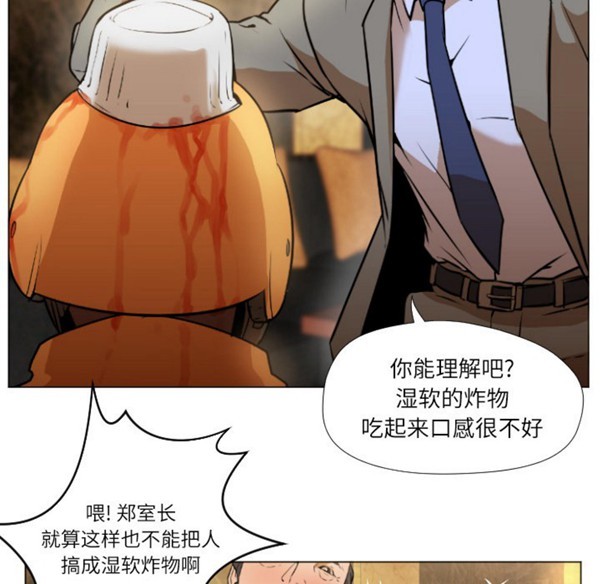 你能理解吧?
湿软的炸物
吃起来口感很不好
喂! 郑室长
就算这样也不能把人
搞成湿软炸物啊